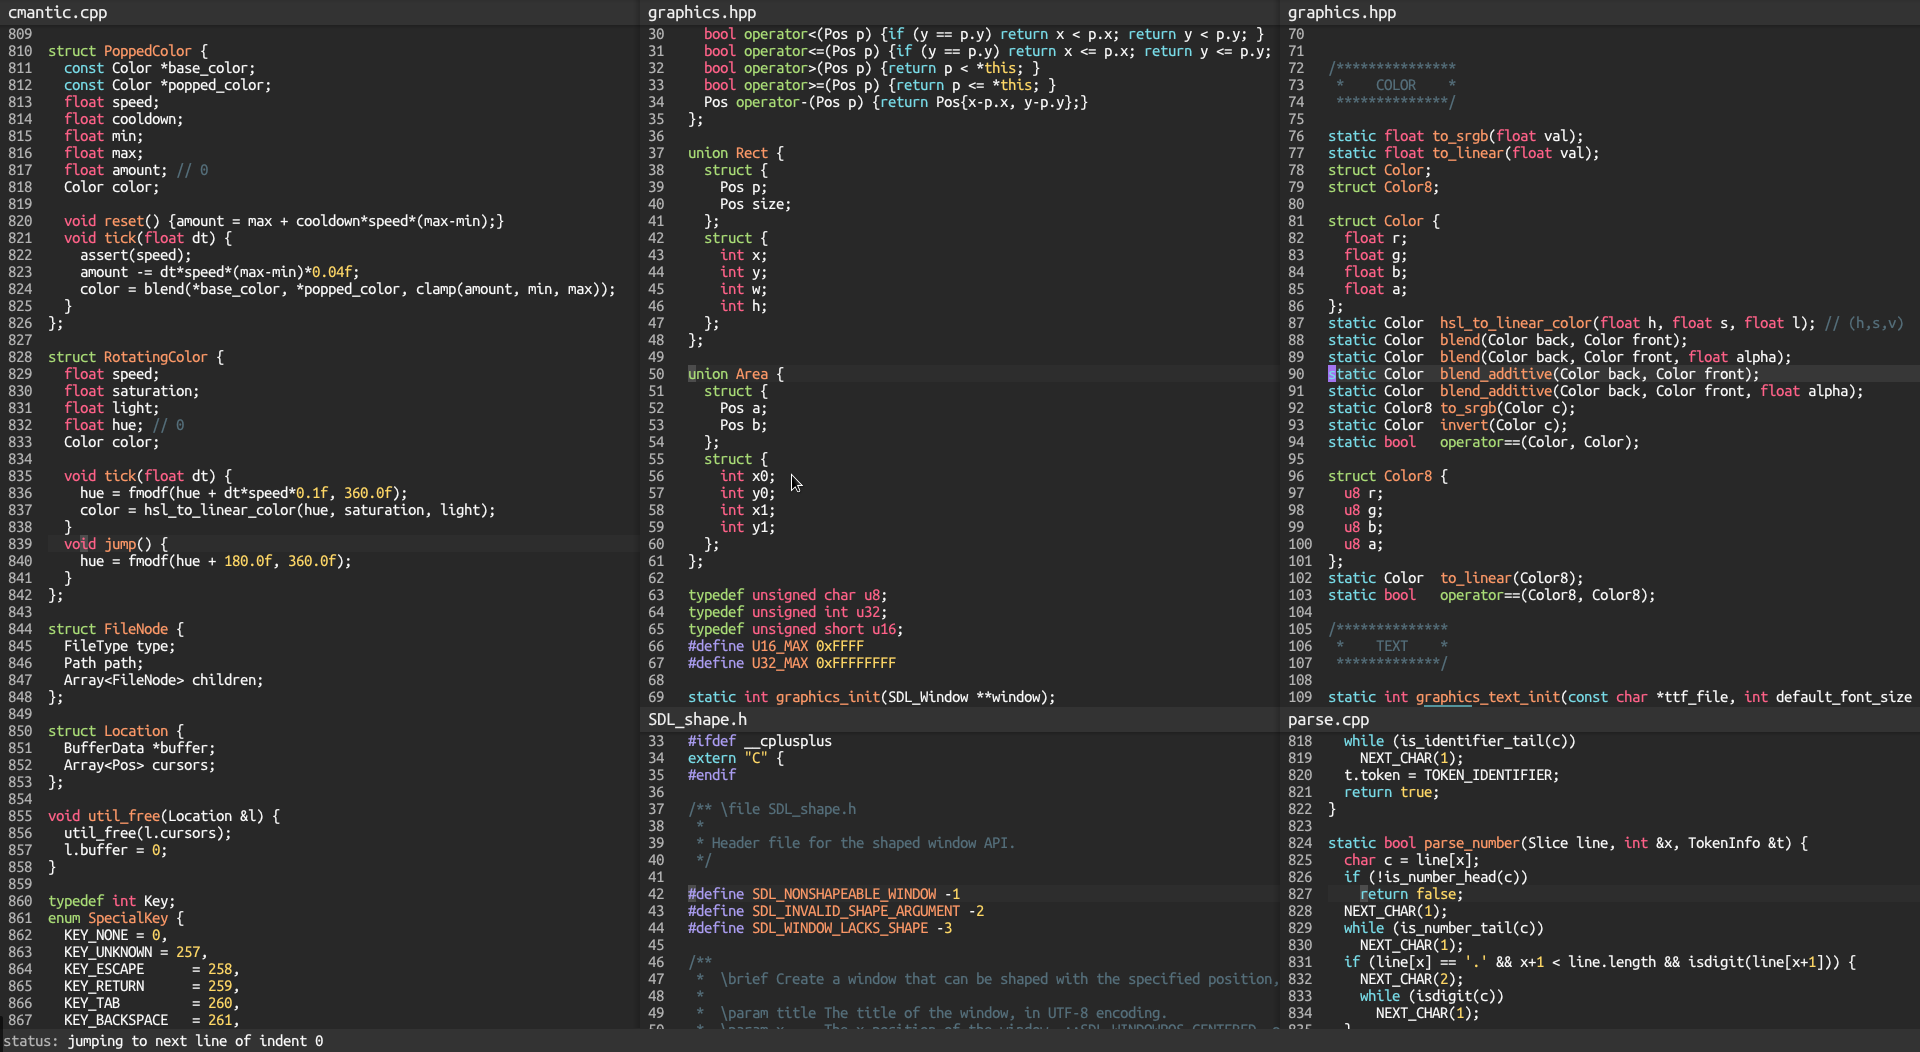 cmantic.cpp
809
810 struct PoppedColor {
811   const Color *base_color;
812   const Color *popped_color;
813   float speed;
814   float cooldown;
815   float min;
816   float max;
817   float amount; // 0
818   Color color;
819
820   void reset() {amount = max + cooldown*speed*(max-min);}
821   void tick(float dt) {
822     assert(speed);
823     amount -= dt*speed*(max-min)*0.04f;
824     color = blend(*base_color, *popped_color, clamp(amount, min, max));
825   }
826 };
827
828 struct RotatingColor {
829   float speed;
830   float saturation;
831   float light;
832   float hue; // 0
833   Color color;
834
835   void tick(float dt) {
836     hue = fmodf(hue + dt*speed*0.1f, 360.0f);
837     color = hsl_to_linear_color(hue, saturation, light);
838   }
839   void jump() {
840     hue = fmodf(hue + 180.0f, 360.0f);
841   }
842 };
843
844 struct FileNode {
845   FileType type;
846   Path path;
847   Array<FileNode> children;
848 };
849
850 struct Location {
851   BufferData *buffer;
852   Array<Pos> cursors;
853 };
854
855 void util_free(Location &l) {
856   util_free(l.cursors);
857   l.buffer = 0;
858 }
859
860 typedef int Key;
861 enum SpecialKey {
862   KEY_NONE = 0,
863   KEY_UNKNOWN = 257,
864   KEY_ESCAPE      = 258,
865   KEY_RETURN      = 259,
866   KEY_TAB         = 260,
867   KEY_BACKSPACE   = 261,
graphics.hpp
30   bool operator<(Pos p) {if (y == p.y) return x < p.x; return y < p.y; }
31   bool operator<=(Pos p) {if (y == p.y) return x <= p.x; return y <= p.y;
32   bool operator>(Pos p) {return p < *this; }
33   bool operator>=(Pos p) {return p <= *this; }
34   Pos operator-(Pos p) {return Pos{x-p.x, y-p.y};}
35 };
36
37 union Rect {
38   struct {
39     Pos p;
40     Pos size;
41   };
42   struct {
43     int x;
44     int y;
45     int w;
46     int h;
47   };
48 };
49
50 union Area {
51   struct {
52     Pos a;
53     Pos b;
54   };
55   struct {
56     int x0;
57     int y0;
58     int x1;
59     int y1;
60   };
61 };
62
63 typedef unsigned char u8;
64 typedef unsigned int u32;
65 typedef unsigned short u16;
66 #define U16_MAX 0xFFFF
67 #define U32_MAX 0xFFFFFFFF
68
69 static int graphics_init(SDL_Window **window);
SDL_shape.h
33 #ifdef __cplusplus
34 extern "C" {
35 #endif
36
37 /** \file SDL_shape.h
38  *
39  * Header file for the shaped window API.
40  */
41
42 #define SDL_NONSHAPEABLE_WINDOW -1
43 #define SDL_INVALID_SHAPE_ARGUMENT -2
44 #define SDL_WINDOW_LACKS_SHAPE -3
45
46 /**
47  *  \brief Create a window that can be shaped with the specified position,
48  *
49  *  \param title The title of the window, in UTF-8 encoding.
50  *  \param x     The x position of the window, ::SDL_WINDOWPOS_CENTERED,
graphics.hpp
70
71
72 /***************
73  *    COLOR    *
74  **************/
75
76 static float to_srgb(float val);
77 static float to_linear(float val);
78 struct Color;
79 struct Color8;
80
81 struct Color {
82   float r;
83   float g;
84   float b;
85   float a;
86 };
87 static Color  hsl_to_linear_color(float h, float s, float l); // (h,s,v)
88 static Color  blend(Color back, Color front);
89 static Color  blend(Color back, Color front, float alpha);
90 static Color  blend_additive(Color back, Color front);
91 static Color  blend_additive(Color back, Color front, float alpha);
92 static Color8 to_srgb(Color c);
93 static Color  invert(Color c);
94 static bool   operator==(Color, Color);
95
96 struct Color8 {
97   u8 r;
98   u8 g;
99   u8 b;
100   u8 a;
101 };
102 static Color  to_linear(Color8);
103 static bool   operator==(Color8, Color8);
104
105 /**************
106  *    TEXT    *
107  *************/
108
109 static int graphics_text_init(const char *ttf_file, int default_font_size
parse.cpp
818   while (is_identifier_tail(c))
819     NEXT_CHAR(1);
820   t.token = TOKEN_IDENTIFIER;
821   return true;
822 }
823
824 static bool parse_number(Slice line, int &x, TokenInfo &t) {
825   char c = line[x];
826   if (!is_number_head(c))
827     return false;
828   NEXT_CHAR(1);
829   while (is_number_tail(c))
830     NEXT_CHAR(1);
831   if (line[x] == '.' && x+1 < line.length && isdigit(line[x+1])) {
832     NEXT_CHAR(2);
833     while (isdigit(c))
834       NEXT_CHAR(1);
835   }
status: jumping to next line of indent 0